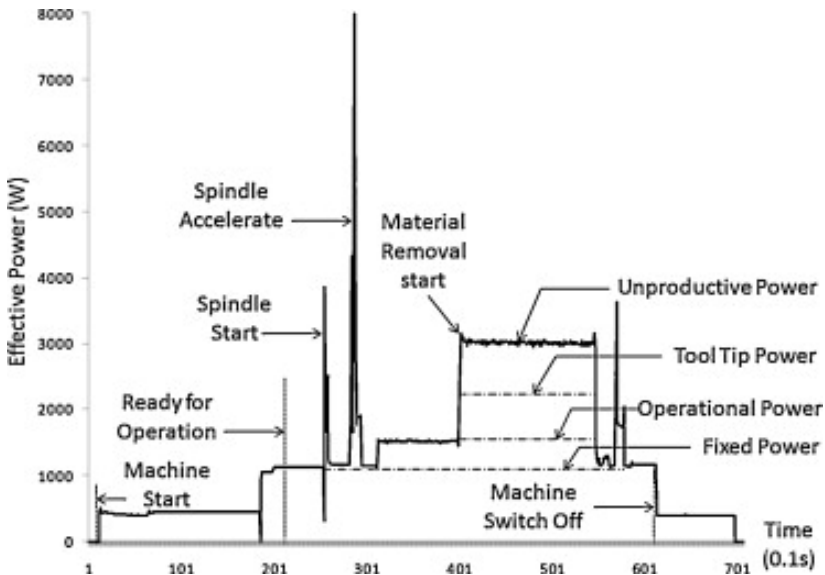 8000
7000
6000
5000
4000
3000
2000
1000
0
Effective Power (W)
Spindle
Accelerate
Material
Removal
start
Spindle
Start
Unproductive Power
Tool Tip Power
Ready for
Operation
Operational Power
Fixed Power
Machine
Start
Machine
Switch Off
Time
(0.1s)
1 101 201 301 401 501 601 701